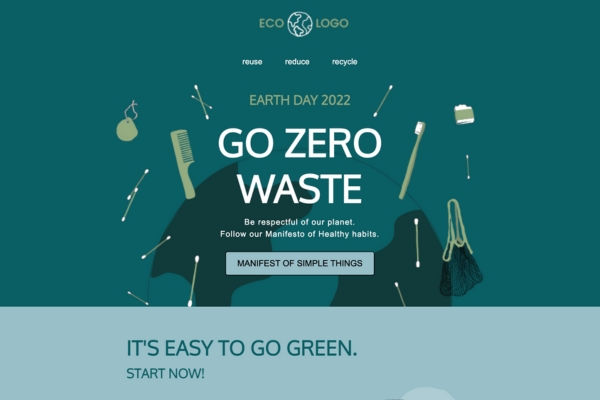 ECO LOGO
reuse reduce recycle
EARTH DAY 2022
GO ZERO
WASTE
Be respectful of our planet.
Follow our Manifesto of Healthy habits.
MANIFEST OF SIMPLE THINGS
IT'S EASY TO GO GREEN.
START NOW!